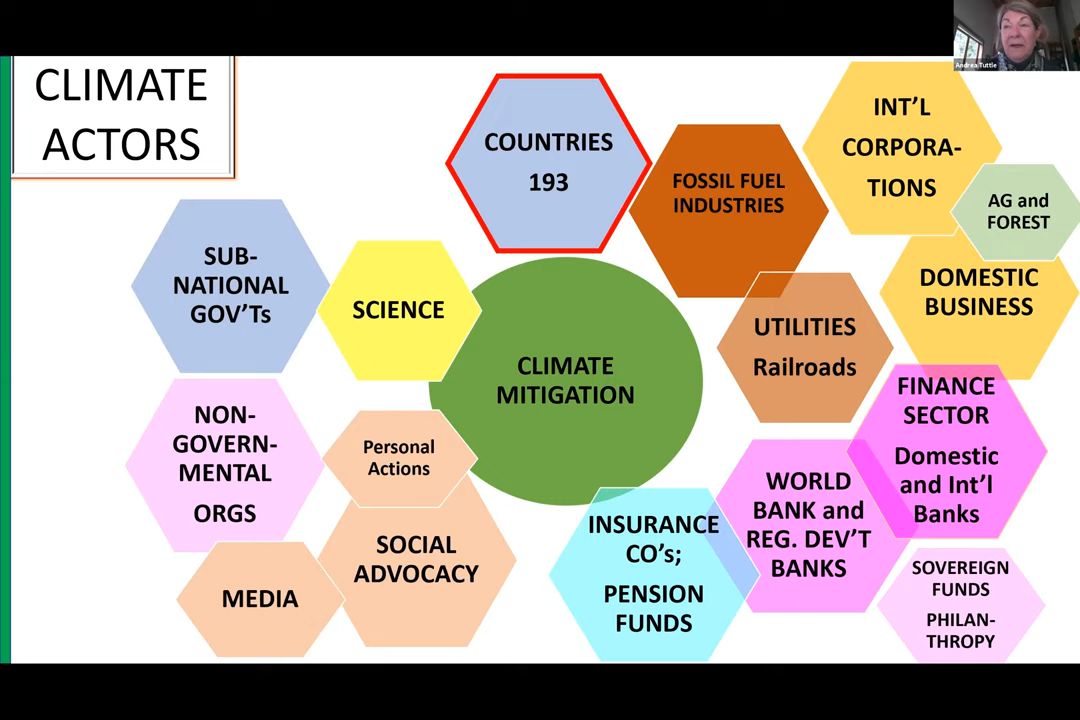 CLIMATE
ACTORS
Andrea Tuttle
COUNTRIES
193
FOSSIL FUEL
INDUSTRIES
INT'L
CORPORA-
TIONS
AG and
FOREST
SUB-
NATIONAL
GOV'Ts
SCIENCE
DOMESTIC
BUSINESS
UTILITIES
Railroads
CLIMATE
MITIGATION
NON-
GOVERN-
MENTAL
ORGS
Personal
Actions
FINANCE
SECTOR
Domestic
and Int'l
Banks
WORLD
BANK and
REG. DEV'T
BANKS
INSURANCE
CO's;
PENSION
FUNDS
SOCIAL
ADVOCACY
MEDIA
SOVEREIGN
FUNDS
PHILAN-
THROPY